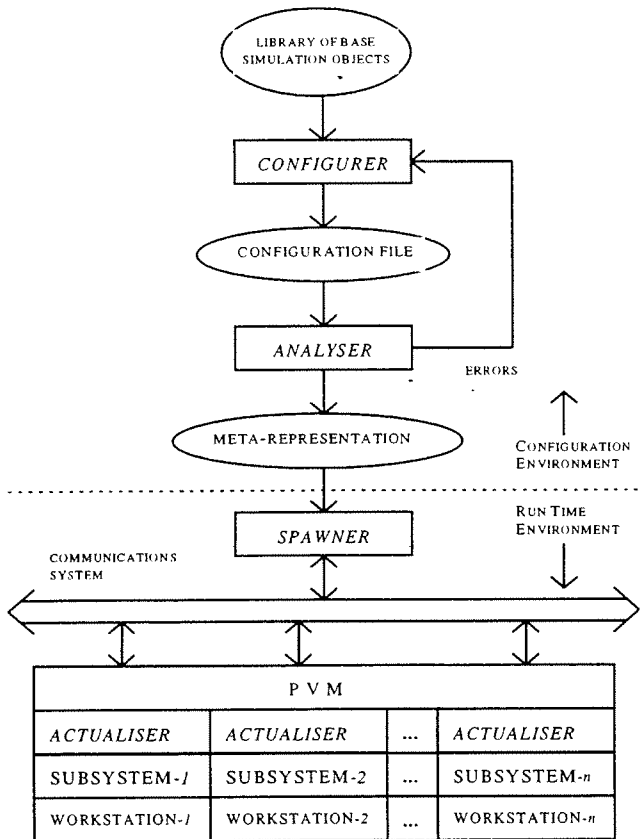 LIBRARY OF BASE
SIMULATION OBJECTS
CONFIGURER
CONFIGURATION FILE
ANALYSER
ERRORS
META-REPRESENTATION
CONFIGURATION
ENVIRONMENT
SPAWNER
RUN TIME
ENVIRONMENT
COMMUNICATIONS
SYSTEM
PVM
ACTUALISER ACTUALISER ... ACTUALISER
SUBSYSTEM-1 SUBSYSTEM-2 ... SUBSYSTEM-n
WORKSTATION-1 WORKSTATION-2 ... WORKSTATION-n